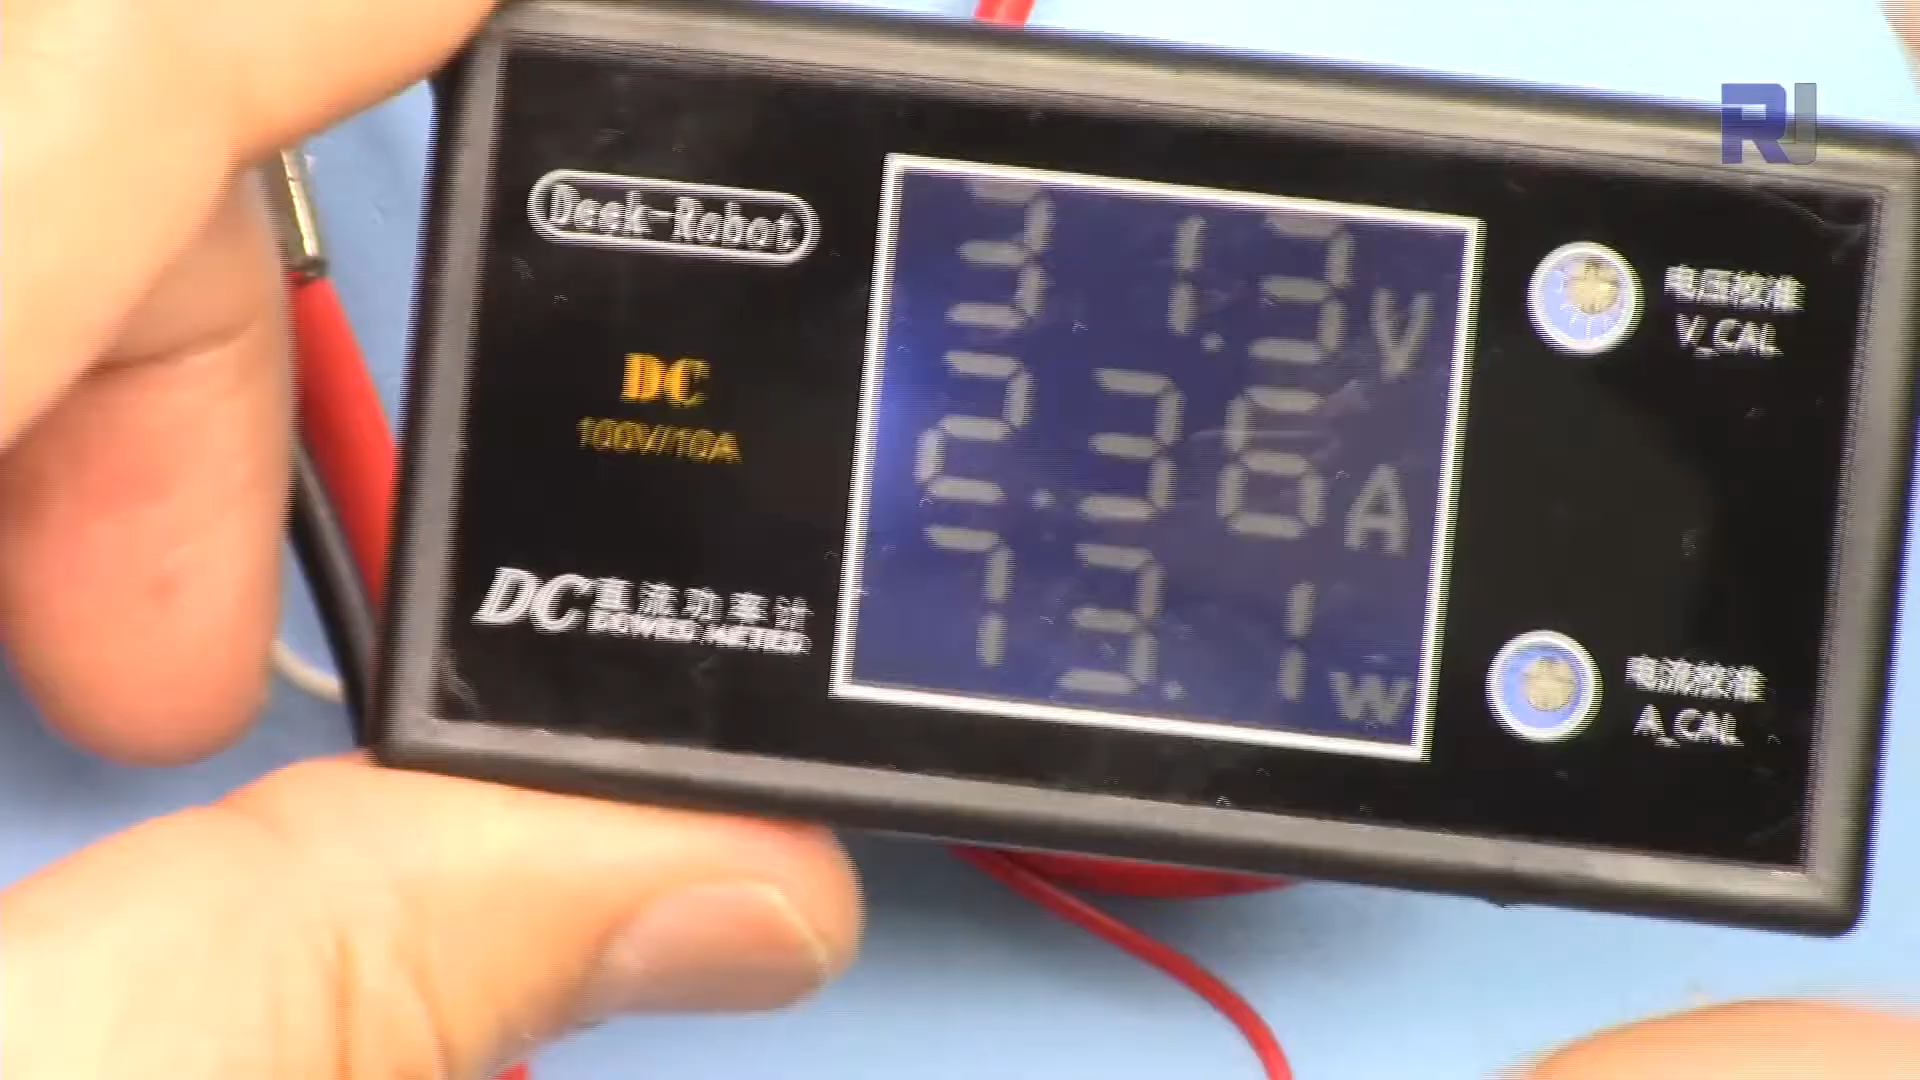 RJ
Deek-Robot
31.3V
电压校准
V_CAL
DC
100V/10A
2.36A
DC直流功率计
POWER METER
73.1W
电流校准
A_CAL